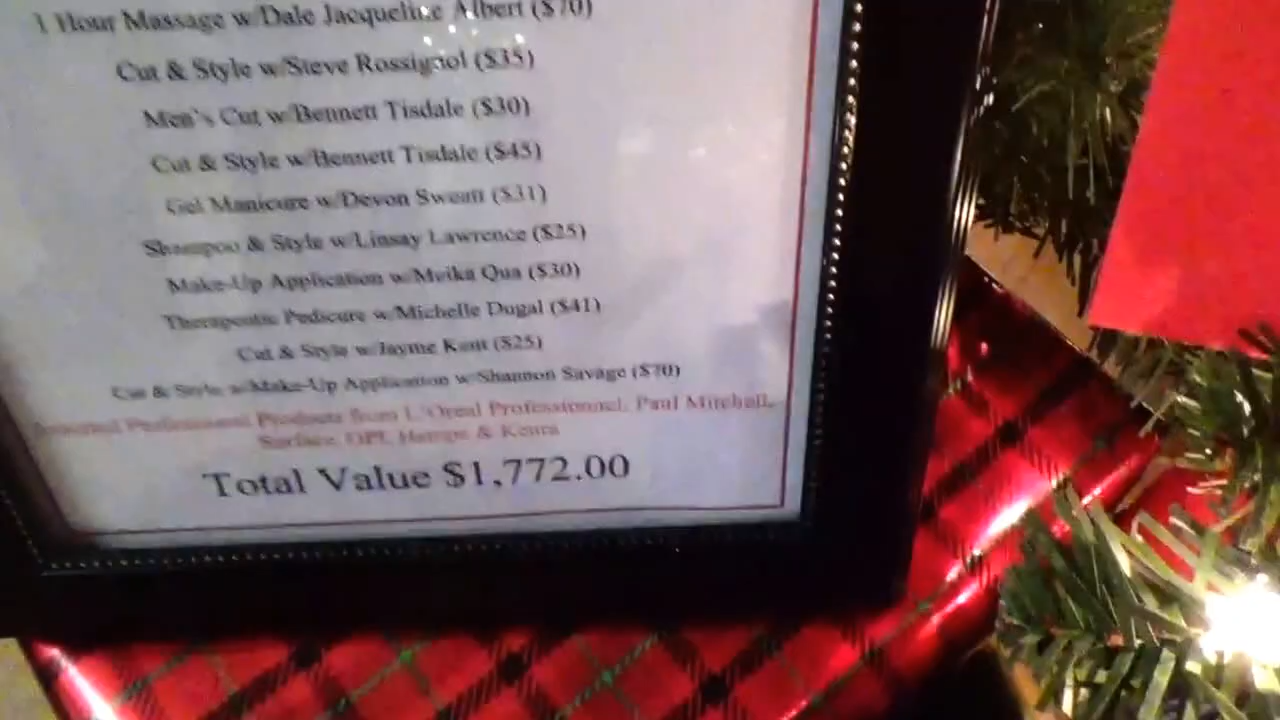 1 Hour Massage w/Dale Jacqueline Albert ($70)
Cut & Style w/Steve Rossignol ($35)
Men's Cut w/Bennett Tisdale ($30)
Cut & Style w/Bennett Tisdale ($45)
Gel Manicure w/Devon Sweatt ($31)
Shampoo & Style w/Linsay Lawrence ($25)
Make-Up Application w/Meika Qua ($30)
Therapeutic Pedicure w/Michelle Dugal ($41)
Cut & Style w/Jayme Kent ($25)
Cut & Style w/Make-Up Application w/Shannon Savage ($70)
Professional Products from L'Oreal Professionnel, Paul Mitchell,
Surface, OPI, & Kenra
Total Value $1,772.00